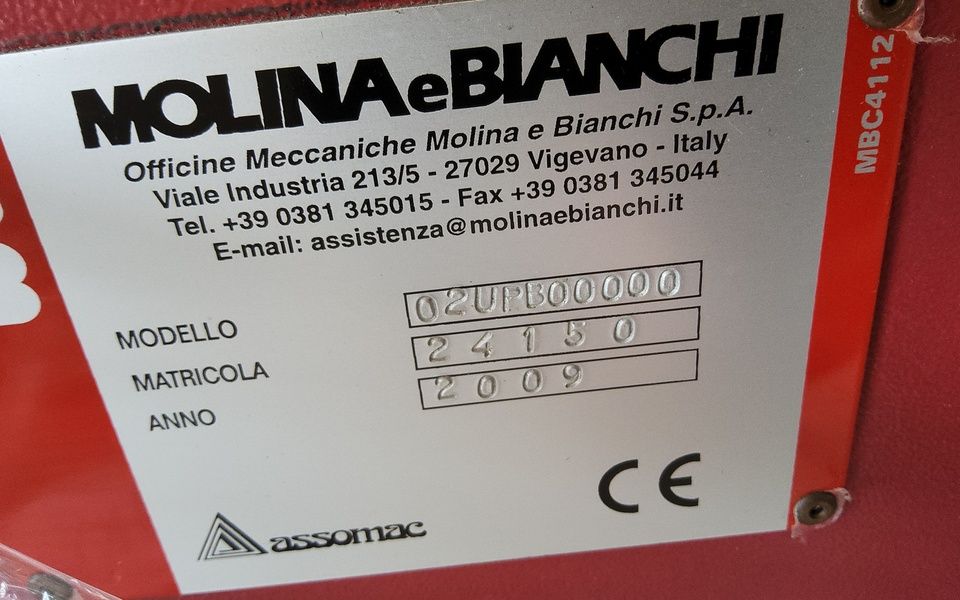 MOLINAeBIANCHI
Officine Meccaniche Molina e Bianchi S.p.A.
Viale Industria 213/5 - 27029 Vigevano - Italy
Tel. +39 0381 345015 - Fax +39 0381 345044
E-mail: assistenza@molinaebianchi.it
MODELLO 02UPB00000
MATRICOLA 24150
ANNO 2009
CE
assomac
MBC4112